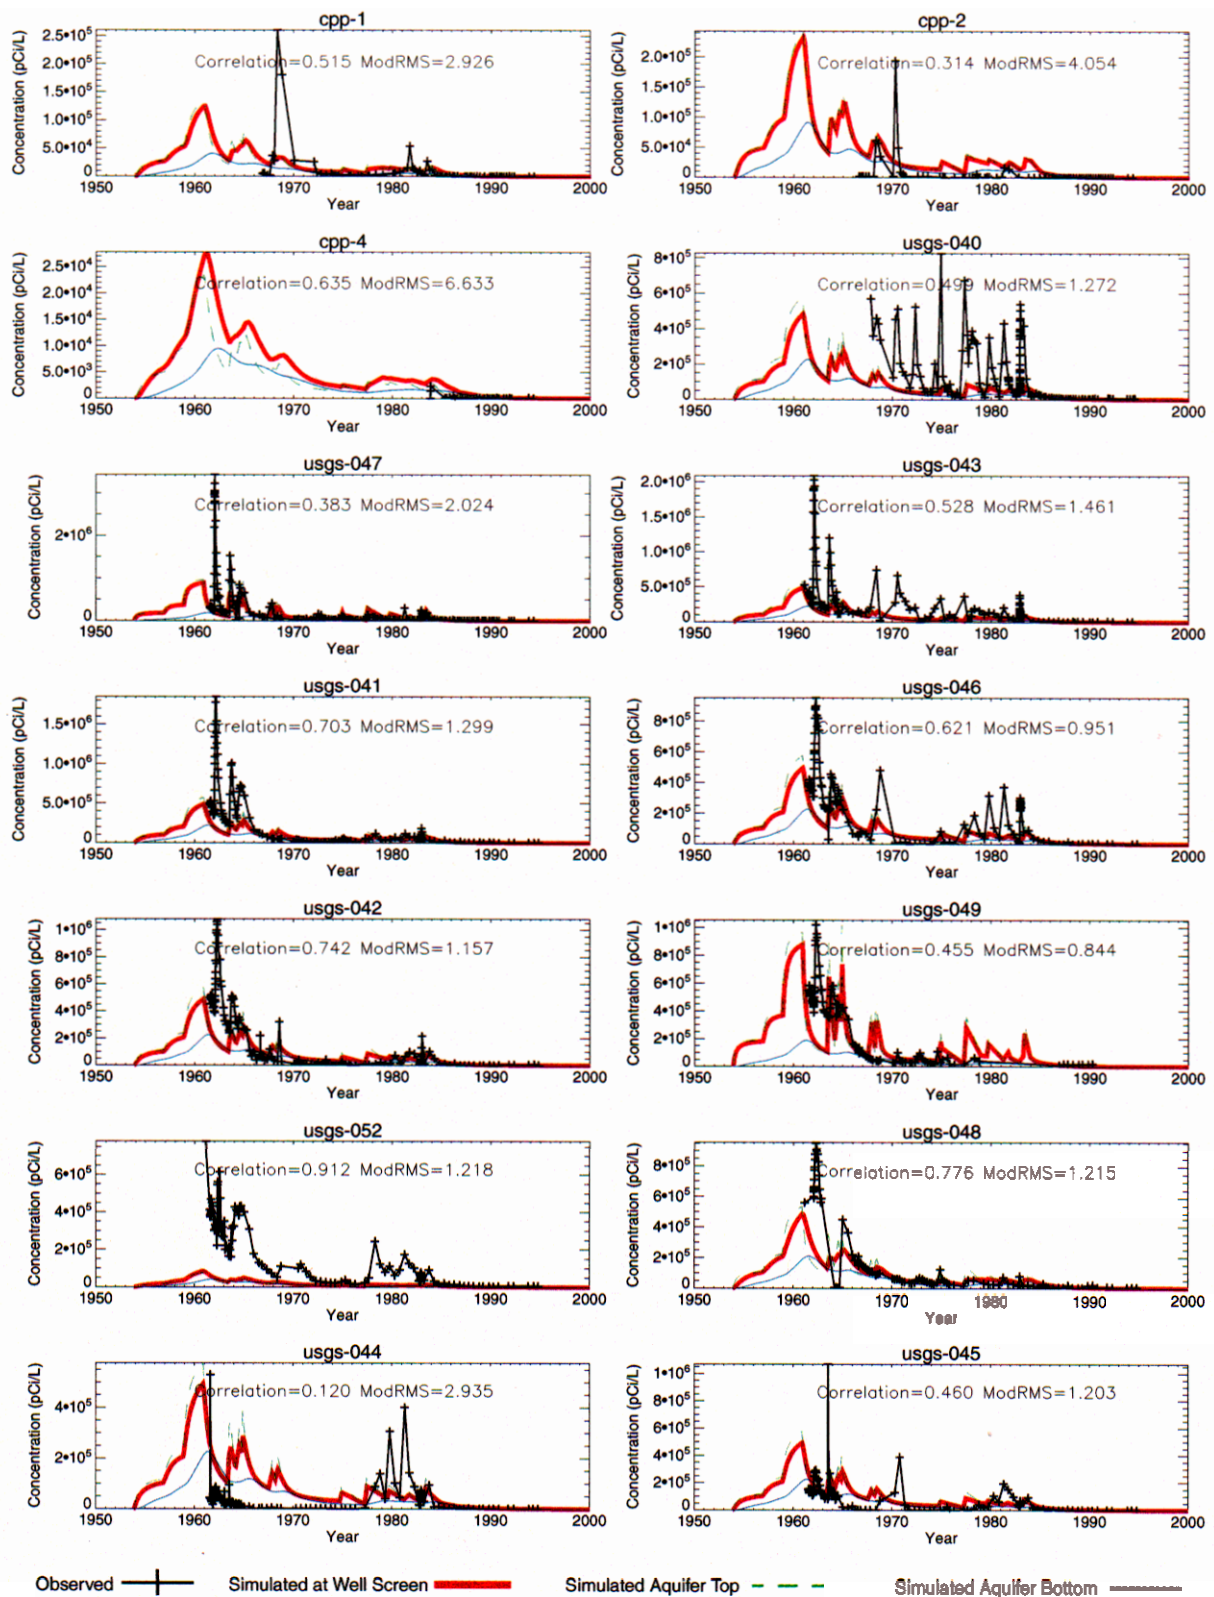 cpp-1
Concentration (pCi/L)
2.5•10⁵
2.0•10⁵
1.5•10⁵
1.0•10⁵
5.0•10⁴
0
Correlation=0.515 ModRMS=2.926
1950 1960 1970 1980 1990 2000
Year
cpp-2
Concentration (pCi/L)
2.0•10⁵
1.5•10⁵
1.0•10⁵
5.0•10⁴
0
Correlation=0.314 ModRMS=4.054
1950 1960 1970 1980 1990 2000
Year
cpp-4
Concentration (pCi/L)
2.5•10⁴
2.0•10⁴
1.5•10⁴
1.0•10⁴
5.0•10³
0
Correlation=0.635 ModRMS=6.633
1950 1960 1970 1980 1990 2000
Year
usgs-040
Concentration (pCi/L)
8•10⁵
6•10⁵
4•10⁵
2•10⁵
0
Correlation=0.499 ModRMS=1.272
1950 1960 1970 1980 1990 2000
Year
usgs-047
Concentration (pCi/L)
2•10⁶
0
Correlation=0.383 ModRMS=2.024
1950 1960 1970 1980 1990 2000
Year
usgs-043
Concentration (pCi/L)
2.0•10⁶
1.5•10⁶
1.0•10⁶
5.0•10⁵
0
Correlation=0.528 ModRMS=1.461
1950 1960 1970 1980 1990 2000
Year
usgs-041
Concentration (pCi/L)
1.5•10⁶
1.0•10⁶
5.0•10⁵
0
Correlation=0.703 ModRMS=1.299
1950 1960 1970 1980 1990 2000
Year
usgs-046
Concentration (pCi/L)
8•10⁵
6•10⁵
4•10⁵
2•10⁵
0
Correlation=0.621 ModRMS=0.951
1950 1960 1970 1980 1990 2000
Year
usgs-042
Concentration (pCi/L)
1•10⁶
8•10⁵
6•10⁵
4•10⁵
2•10⁵
0
Correlation=0.742 ModRMS=1.157
1950 1960 1970 1980 1990 2000
Year
usgs-049
Concentration (pCi/L)
1•10⁶
8•10⁵
6•10⁵
4•10⁵
2•10⁵
0
Correlation=0.455 ModRMS=0.844
1950 1960 1970 1980 1990 2000
Year
usgs-052
Concentration (pCi/L)
6•10⁵
4•10⁵
2•10⁵
0
Correlation=0.912 ModRMS=1.218
1950 1960 1970 1980 1990 2000
Year
usgs-048
Concentration (pCi/L)
8•10⁵
6•10⁵
4•10⁵
2•10⁵
0
Correlation=0.776 ModRMS=1.215
1950 1960 1970 1980 1990 2000
Year
usgs-044
Concentration (pCi/L)
4•10⁵
2•10⁵
0
Correlation=0.120 ModRMS=2.935
1950 1960 1970 1980 1990 2000
Year
usgs-045
Concentration (pCi/L)
1•10⁶
8•10⁵
6•10⁵
4•10⁵
2•10⁵
0
Correlation=0.460 ModRMS=1.203
1950 1960 1970 1980 1990 2000
Year
Observed Simulated at Well Screen Simulated Aquifer Top Simulated Aquifer Bottom